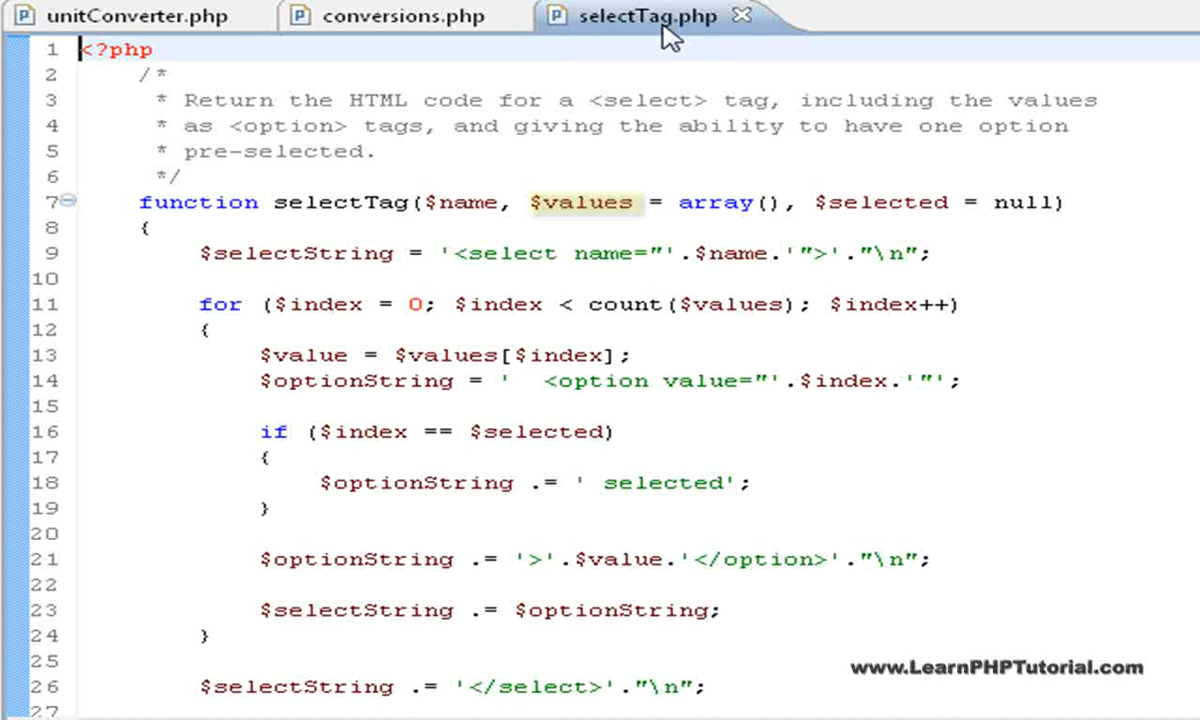 unitConverter.php conversions.php selectTag.php
1 <?php
2 /*
3 * Return the HTML code for a <select> tag, including the values
4 * as <option> tags, and giving the ability to have one option
5 * pre-selected.
6 */
7 function selectTag($name, $values = array(), $selected = null)
8 {
9 $selectString = '<select name="'.$name.'">'."\n";
10
11 for ($index = 0; $index < count($values); $index++)
12 {
13 $value = $values[$index];
14 $optionString = '  <option value="'.$index.'"';
15
16 if ($index == $selected)
17 {
18 $optionString .= ' selected';
19 }
20
21 $optionString .= '>'.$value.'</option>'."\n";
22
23 $selectString .= $optionString;
24 }
25
www.LearnPHPTutorial.com
26 $selectString .= '</select>'."\n";
27